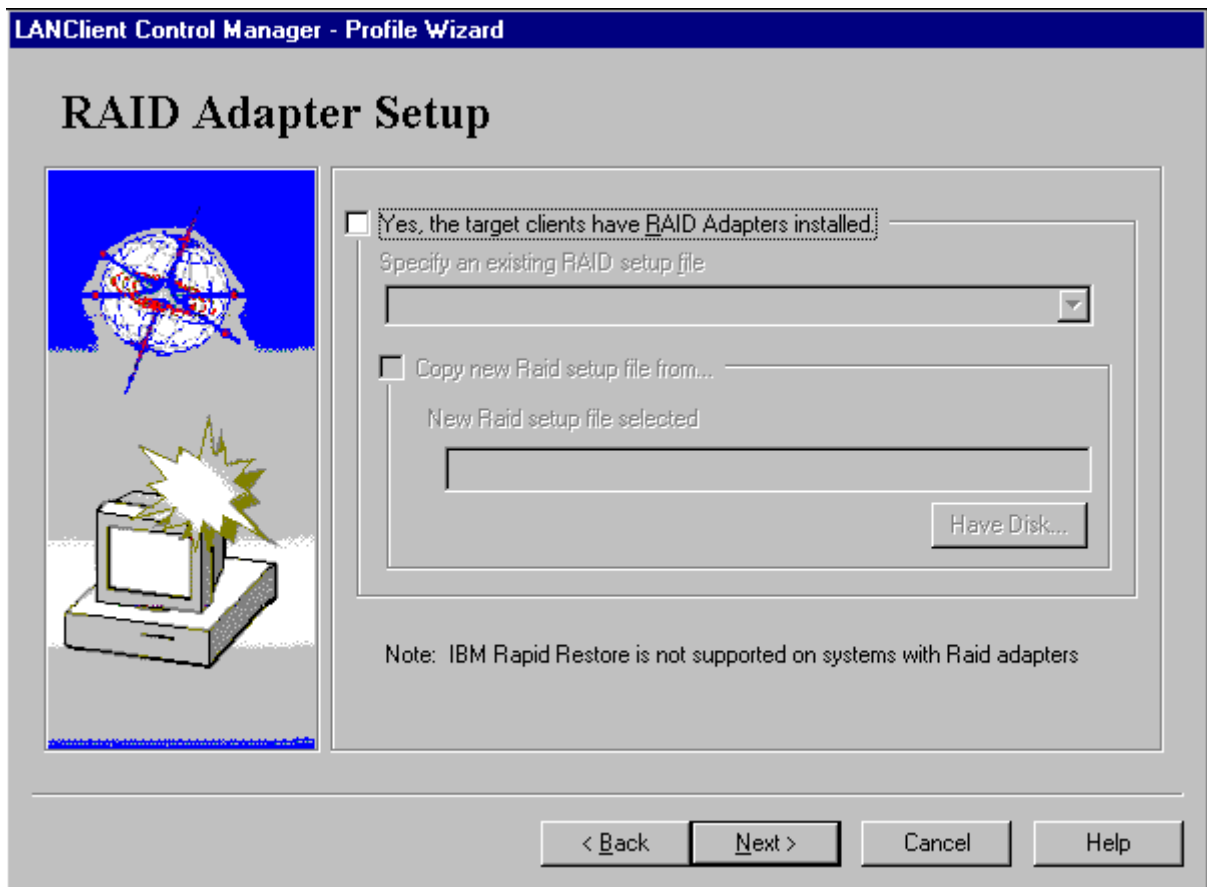 LANClient Control Manager - Profile Wizard
RAID Adapter Setup
Yes, the target clients have RAID Adapters installed.
Specify an existing RAID setup file
Copy new Raid setup file from...
New Raid setup file selected
Have Disk...
Note:  IBM Rapid Restore is not supported on systems with Raid adapters
< Back
Next >
Cancel
Help